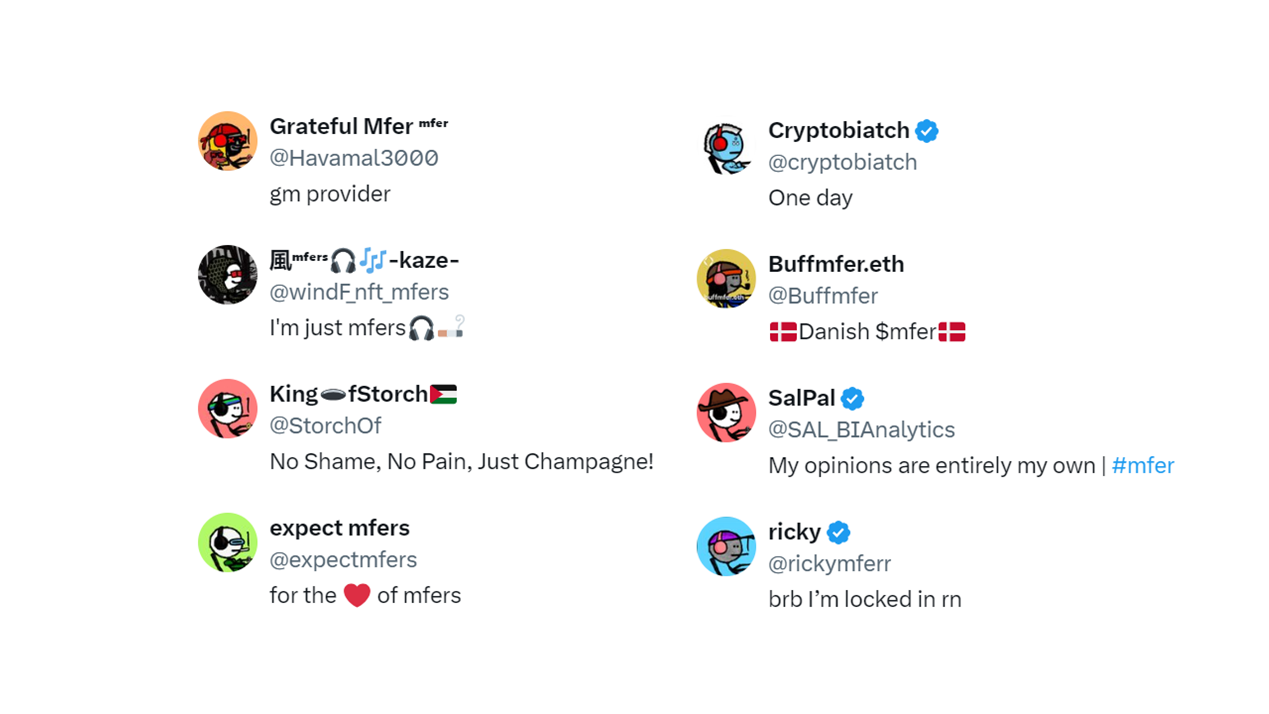 Grateful Mfer ᵐᶠᵉʳ
@Havamal3000
gm provider
風ᵐᶠᵉʳˢ🎧🎶-kaze-
@windF_nft_mfers
I'm just mfers🎧🚬
King🕳️fStorch🇵🇸
@StorchOf
No Shame, No Pain, Just Champagne!
expect mfers
@expectmfers
for the ❤️ of mfers
Cryptobiatch
@cryptobiatch
One day
Buffmfer.eth
@Buffmfer
🇩🇰Danish $mfer🇩🇰
SalPal
@SAL_BIAnalytics
My opinions are entirely my own | #mfer
ricky
@rickymferr
brb I’m locked in rn